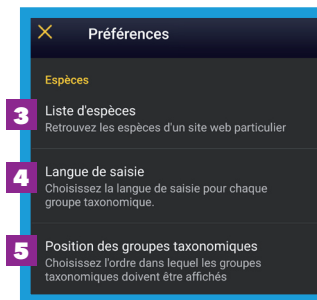 Préférences
Espèces
3 Liste d'espèces
Retrouvez les espèces d'un site web particulier
4 Langue de saisie
Choisissez la langue de saisie pour chaque
groupe taxonomique.
5 Position des groupes taxonomiques
Choisissez l'ordre dans lequel les groupes
taxonomiques doivent être affichés